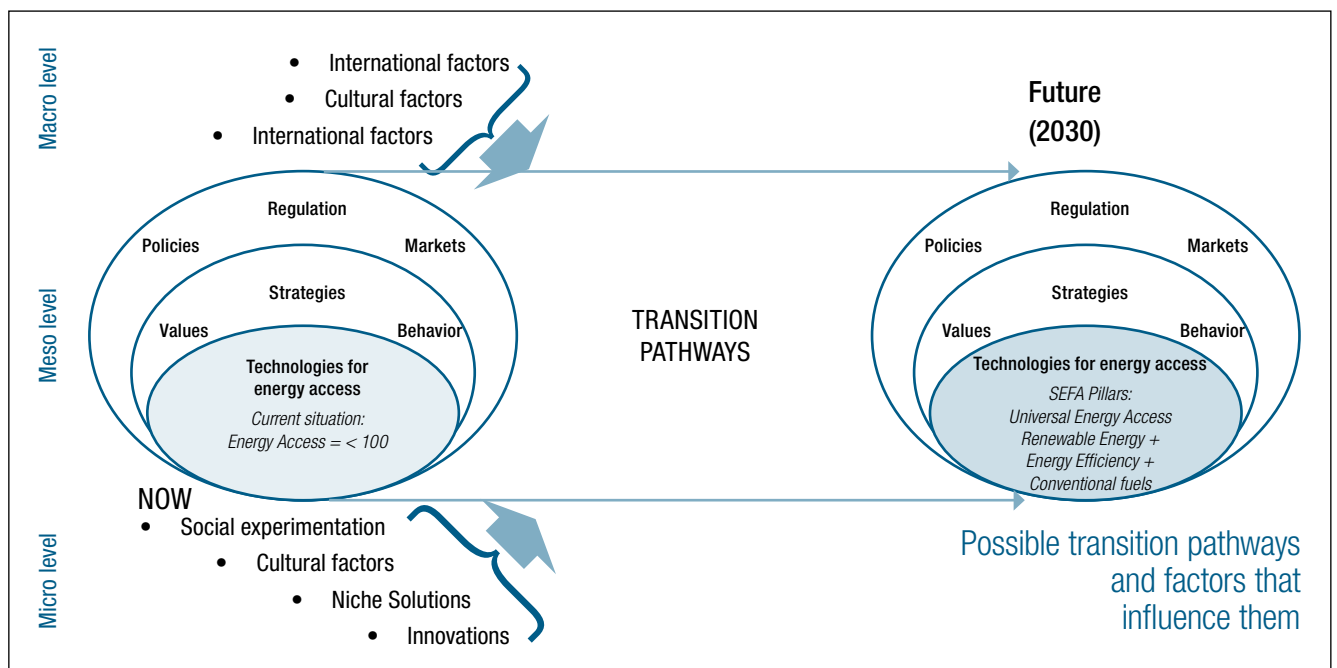 Macro level
• International factors
• Cultural factors
• International factors
Future
(2030)
Meso level
Regulation
Policies
Markets
Strategies
Values
Behavior
Technologies for
energy access
Current situation:
Energy Access = < 100
TRANSITION
PATHWAYS
Regulation
Policies
Markets
Strategies
Values
Behavior
Technologies for energy access
SEFA Pillars:
Universal Energy Access
Renewable Energy +
Energy Efficiency +
Conventional fuels
Micro level
NOW
• Social experimentation
• Cultural factors
• Niche Solutions
• Innovations
Possible transition pathways
and factors that
influence them